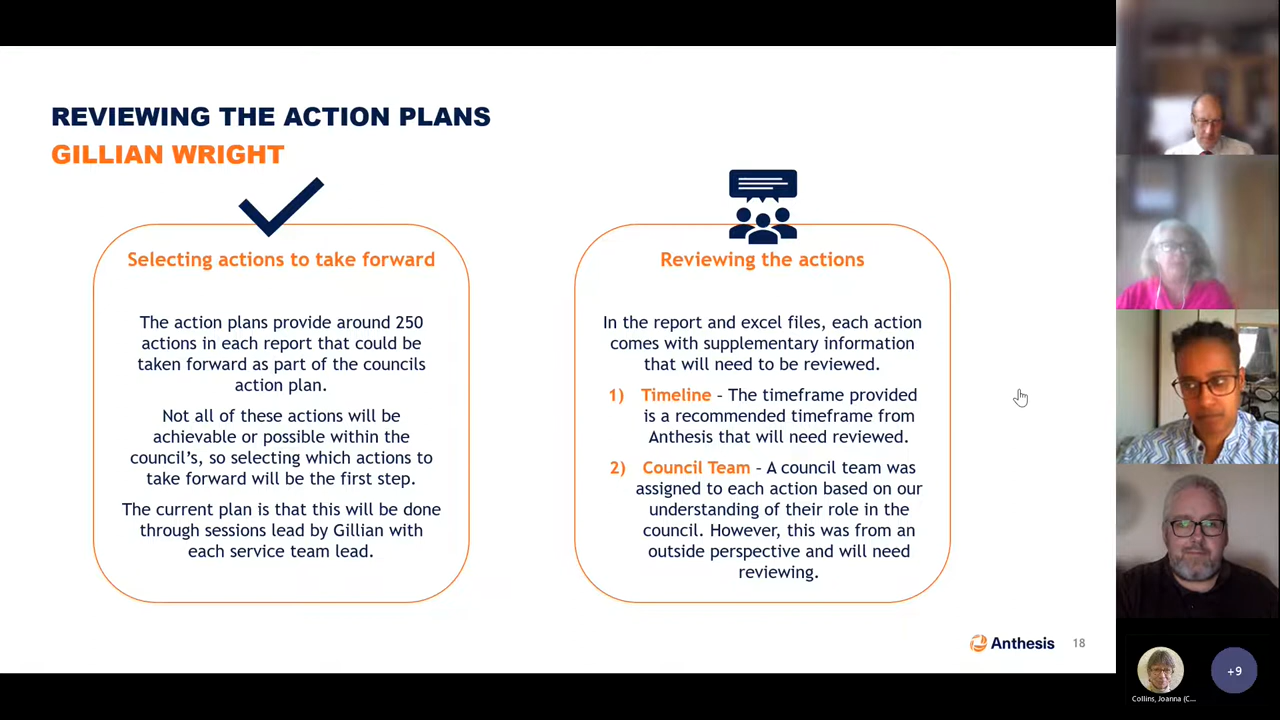 REVIEWING THE ACTION PLANS
GILLIAN WRIGHT
Selecting actions to take forward
The action plans provide around 250
actions in each report that could be
taken forward as part of the councils
action plan.
Not all of these actions will be
achievable or possible within the
council’s, so selecting which actions to
take forward will be the first step.
The current plan is that this will be done
through sessions lead by Gillian with
each service team lead.
Reviewing the actions
In the report and excel files, each action
comes with supplementary information
that will need to be reviewed.
1) Timeline – The timeframe provided
is a recommended timeframe from
Anthesis that will need reviewed.
2) Council Team – A council team was
assigned to each action based on our
understanding of their role in the
council. However, this was from an
outside perspective and will need
reviewing.
Anthesis 18
Collins, Joanna (C...
+9